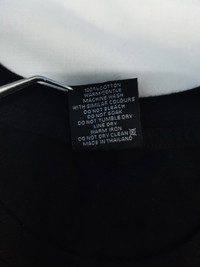 100% COTTON
WARM GENTLE
MACHINE WASH
WITH SIMILAR COLOURS
DO NOT BLEACH
DO NOT SOAK
DO NOT TUMBLE DRY
LINE DRY
WARM IRON
DO NOT DRY CLEAN
MADE IN THAILAND